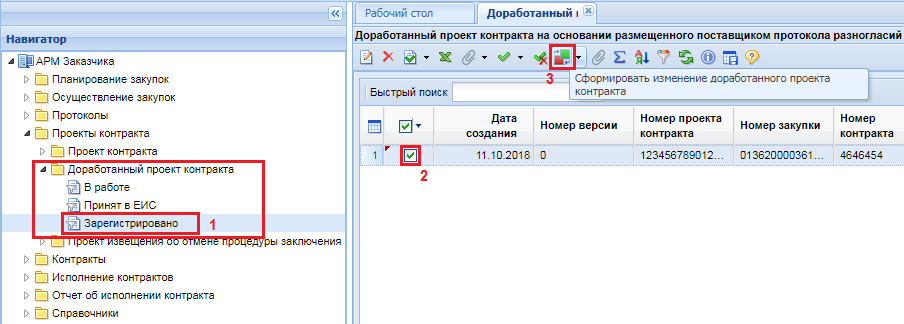 Навигатор
АРМ Заказчика
Планирование закупок
Осуществление закупок
Протоколы
Проекты контракта
Проект контракта
Доработанный проект контракта
В работе
Принят в ЕИС
Зарегистрировано
1
Проект извещения об отмене процедуры заключения
Контракты
Исполнение контрактов
Отчет об исполнении контракта
Справочники
Рабочий стол
Доработанный
Доработанный проект контракта на основании размещенного поставщиком протокола разногласий
3
Сформировать изменение доработанного проекта
контракта
Быстрый поиск
Дата
создания
Номер версии
Номер проекта
контракта
Номер закупки
Номер
контракта
1
11.10.2018
0
123456789012...
013620000361...
4646454
2